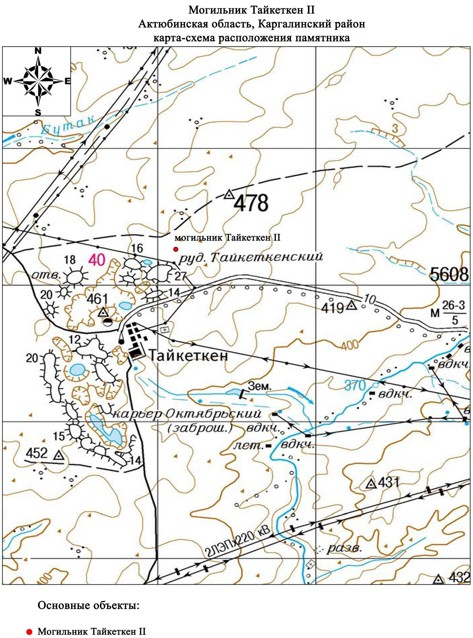 Могильник Тайкеткен II
Актюбинская область, Каргалинский район
карта-схема расположения памятника
N
W E
S
Бутак
3
478
могильник Тайкеткен II
16
руд. Тайкеткенский
40
18
отв.
27
5608
14
20
461
10
419
М 26-3
5
12
400
Тайкеткен
20
вдкч.
370
Зем.
вдкч.
карьер Октябрьский
(заброш.)
вдкч.
15
лет.
вдкч.
452
14
431
2ЛЭПх220 кВ
разв.
432
Основные объекты:
Могильник Тайкеткен II